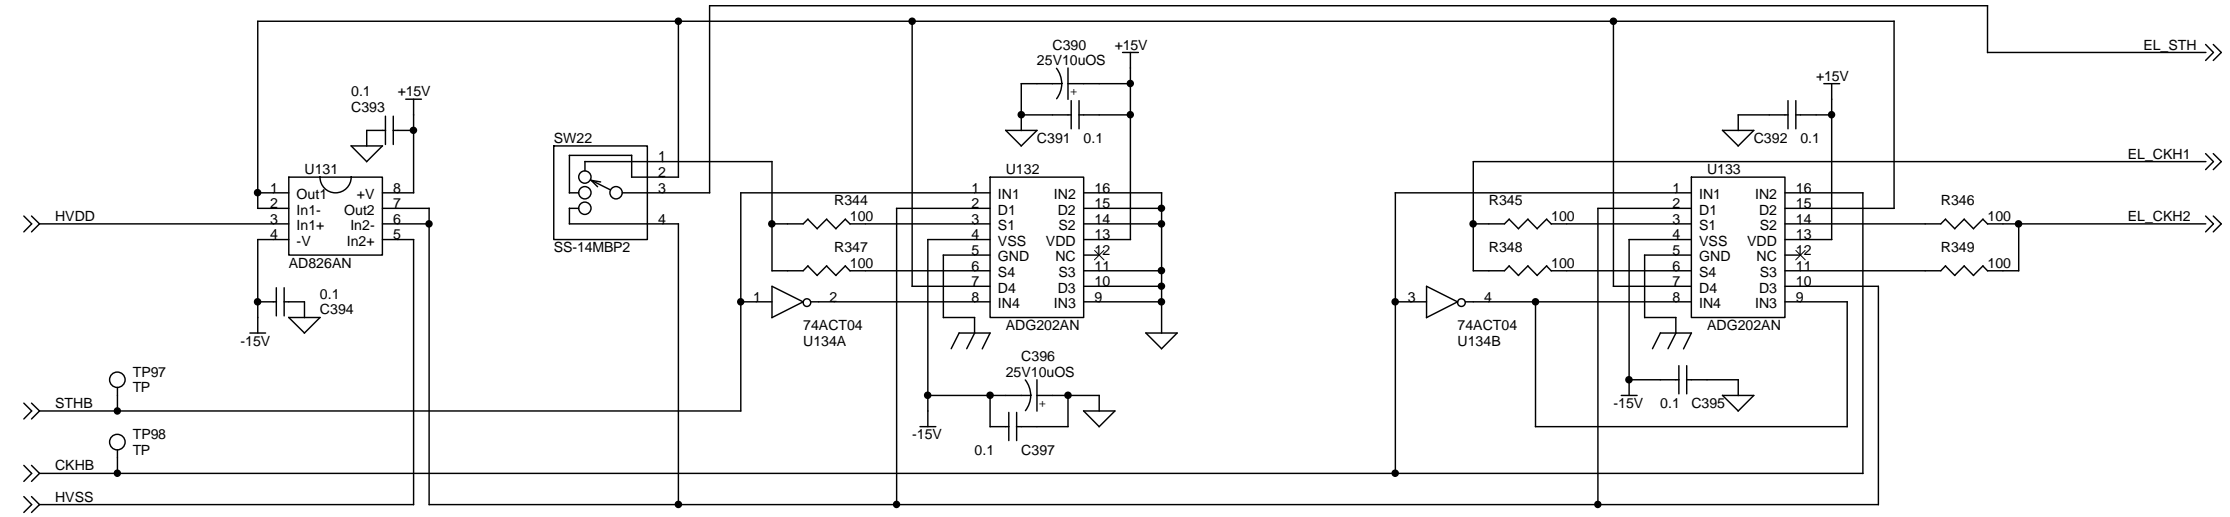 EL_STH
C390
+15V
25V10uOS
+
C391
0.1
+15V
C392
0.1
0.1
+15V
C393
SW22
1
2
3
4
SS-14MBP2
EL_CKH1
U131
1 Out1 +V 8
2 In1- Out2 7
3 In1+ In2- 6
4 -V In2+ 5
AD826AN
HVDD
0.1
C394
-15V
U132
1 IN1 IN2 16
2 D1 D2 15
3 S1 S2 14
4 VSS VDD 13
5 GND NC 12
6 S4 S3 11
7 D4 D3 10
8 IN4 IN3 9
ADG202AN
R344
100
R347
100
1
2
74ACT04
U134A
U133
1 IN1 IN2 16
2 D1 D2 15
3 S1 S2 14
4 VSS VDD 13
5 GND NC 12
6 S4 S3 11
7 D4 D3 10
8 IN4 IN3 9
ADG202AN
R345
100
R348
100
3
4
74ACT04
U134B
R346
100
R349
100
EL_CKH2
C396
25V10uOS
+
-15V
0.1
C397
-15V
0.1
C395
TP97
TP
STHB
TP98
TP
CKHB
HVSS